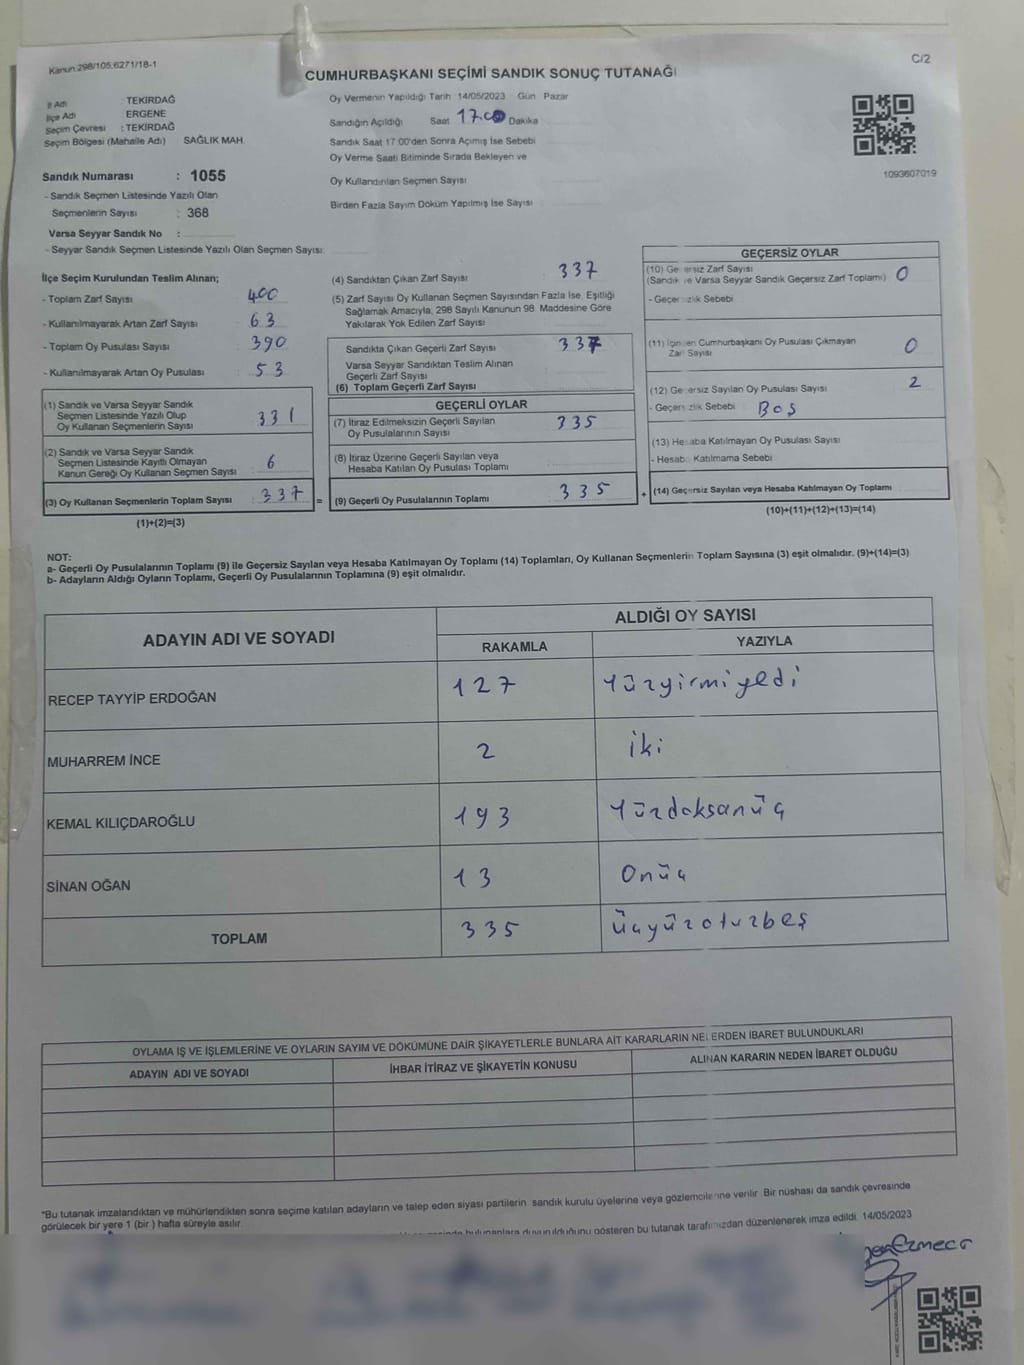 Kanun:298/105;6271/18-1
C/2
CUMHURBAŞKANI SEÇİMİ SANDIK SONUÇ TUTANAĞI
İl Adı : TEKİRDAĞ
İlçe Adı : ERGENE
Seçim Çevresi : TEKİRDAĞ
Seçim Bölgesi (Mahalle Adı) SAĞLIK MAH
Sandık Numarası : 1055
- Sandık Seçmen Listesinde Yazılı Olan
Seçmenlerin Sayısı : 368
Varsa Seyyar Sandık No :
- Seyyar Sandık Seçmen Listesinde Yazılı Olan Seçmen Sayısı:
Oy Vermenin Yapıldığı Tarih 14/05/2023 Gün Pazar
Sandığın Açıldığı Saat 17.00 Dakika
Sandık Saat 17:00'den Sonra Açmış İse Sebebi
Oy Verme Saati Bitiminde Sırada Bekleyen ve
Oy Kullandırılan Seçmen Sayısı
Birden Fazla Sayım Döküm Yapılmış İse Sayısı
1093607019
İlçe Seçim Kurulundan Teslim Alınan;
- Toplam Zarf Sayısı 400
- Kullanılmayarak Artan Zarf Sayısı 63
- Toplam Oy Pusulası Sayısı 390
- Kullanılmayarak Artan Oy Pusulası 53
(1) Sandık ve Varsa Seyyar Sandık
Seçmen Listesinde Yazılı Olup
Oy Kullanan Seçmenlerin Sayısı 331
(2) Sandık ve Varsa Seyyar Sandık
Seçmen Listesinde Kayıtlı Olmayan
Kanun Gereği Oy Kullanan Seçmen Sayısı 6
(3) Oy Kullanan Seçmenlerin Toplam Sayısı 337 =
(1)+(2)=(3)
(4) Sandıktan Çıkan Zarf Sayısı 337
(5) Zarf Sayısı Oy Kullanan Seçmen Sayısından Fazla İse, Eşitliği
Sağlamak Amacıyla, 298 Sayılı Kanunun 98. Maddesine Göre
Yakılarak Yok Edilen Zarf Sayısı
Sandıkta Çıkan Geçerli Zarf Sayısı 337
Varsa Seyyar Sandıktan Teslim Alınan
Geçerli Zarf Sayısı
(6) Toplam Geçerli Zarf Sayısı
GEÇERLİ OYLAR
(7) İtiraz Edilmeksizin Geçerli Sayılan
Oy Pusulalarının Sayısı 335
(8) İtiraz Üzerine Geçerli Sayılan veya
Hesaba Katılan Oy Pusulası Toplamı
(9) Geçerli Oy Pusulalarının Toplamı 335 +
GEÇERSİZ OYLAR
(10) Geçersiz Zarf Sayısı
(Sandık ve Varsa Seyyar Sandık Geçersiz Zarf Toplamı) 0
- Geçersizlik Sebebi
(11) İçinden Cumhurbaşkanı Oy Pusulası Çıkmayan
Zarf Sayısı 0
(12) Geçersiz Sayılan Oy Pusulası Sayısı 2
- Geçersizlik Sebebi BOŞ
(13) Hesaba Katılmayan Oy Pusulası Sayısı
- Hesaba Katılmama Sebebi
(14) Geçersiz Sayılan veya Hesaba Katılmayan Oy Toplamı
(10)+(11)+(12)+(13)=(14)
NOT:
a- Geçerli Oy Pusulalarının Toplamı (9) ile Geçersiz Sayılan veya Hesaba Katılmayan Oy Toplamı (14) Toplamları, Oy Kullanan Seçmenlerin Toplam Sayısına (3) eşit olmalıdır. (9)+(14)=(3)
b- Adayların Aldığı Oyların Toplamı, Geçerli Oy Pusulalarının Toplamına (9) eşit olmalıdır.
ADAYIN ADI VE SOYADI
ALDIĞI OY SAYISI
RAKAMLA YAZIYLA
RECEP TAYYİP ERDOĞAN 127 Yüzyirmiyedi
MUHARREM İNCE 2 iki
KEMAL KILIÇDAROĞLU 193 Yüzdoksanüç
SİNAN OĞAN 13 Onüç
TOPLAM 335 üçyüzotuzbeş
OYLAMA İŞ VE İŞLEMLERİNE VE OYLARIN SAYIM VE DÖKÜMÜNE DAİR ŞİKAYETLERLE BUNLARA AİT KARARLARIN NELERDEN İBARET BULUNDUKLARI
ADAYIN ADI VE SOYADI İHBAR İTİRAZ VE ŞİKAYETİN KONUSU ALINAN KARARIN NEDEN İBARET OLDUĞU
*Bu tutanak imzalandıktan ve mühürlendikten sonra seçime katılan adayların ve talep eden siyasi partilerin sandık kurulu üyelerine veya gözlemcilerine verilir. Bir nüshası da sandık çevresinde
görülecek bir yere 1 (bir ) hafta süreyle asılır.
bulunanlara duyurulduğunu gösteren bu tutanak tarafımızdan düzenlenerek imza edildi. 14/05/2023